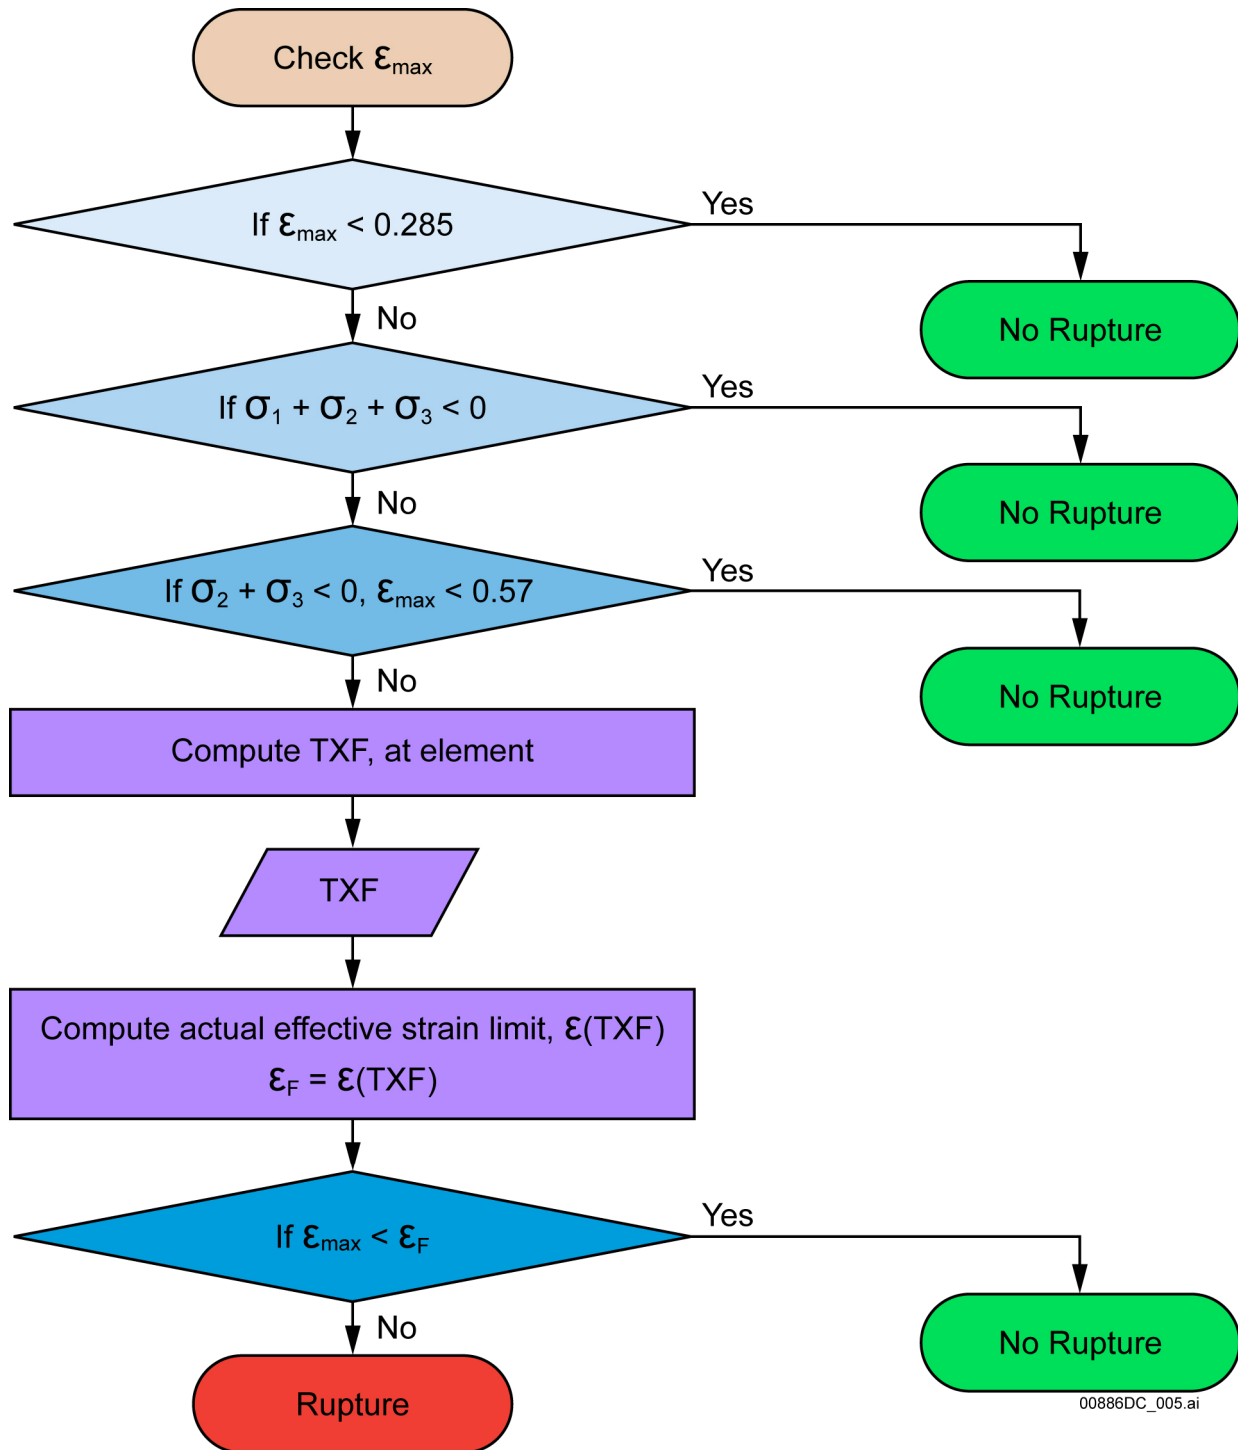 Check εmax
If εmax < 0.285
Yes
No Rupture
No
If σ1 + σ2 + σ3 < 0
Yes
No Rupture
No
If σ2 + σ3 < 0, εmax < 0.57
Yes
No Rupture
No
Compute TXF, at element
TXF
Compute actual effective strain limit, ε(TXF)
εF = ε(TXF)
If εmax < εF
Yes
No Rupture
No
Rupture
00886DC_005.ai